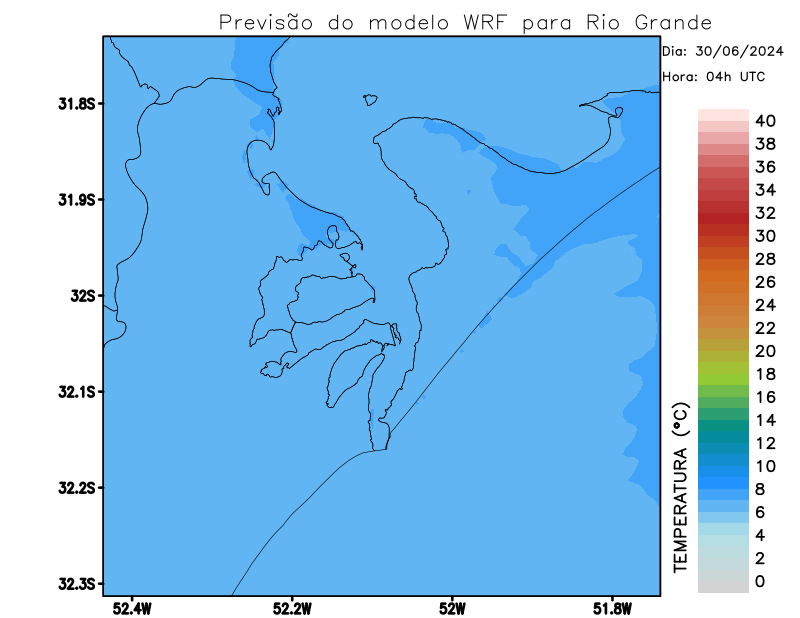 Previsão do modelo WRF para Rio Grande
Dia: 30/06/2024
Hora: 04h UTC
31.8S
31.9S
32S
32.1S
32.2S
32.3S
52.4W
52.2W
52W
51.8W
TEMPERATURA (°C)
40
38
36
34
32
30
28
26
24
22
20
18
16
14
12
10
8
6
4
2
0